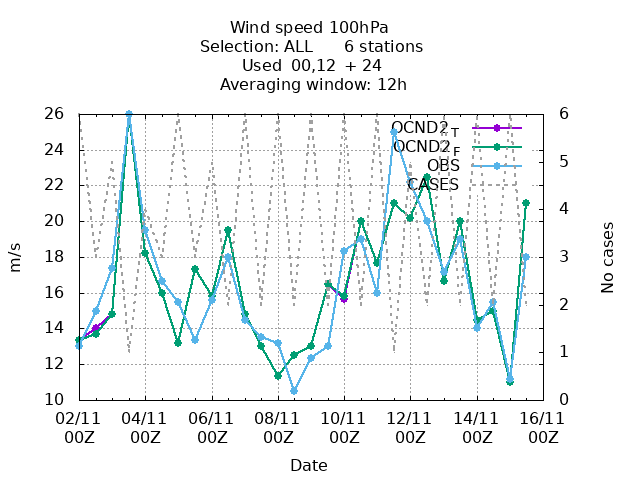 Wind speed 100hPa
Selection: ALL 6 stations
Used 00,12 + 24
Averaging window: 12h
26
24
22
20
18
16
14
12
10
m/s
6
5
4
3
2
1
0
No cases
OCND2_T
OCND2_F
OBS
CASES
02/11 04/11 06/11 08/11 10/11 12/11 14/11 16/11
00Z 00Z 00Z 00Z 00Z 00Z 00Z 00Z
Date